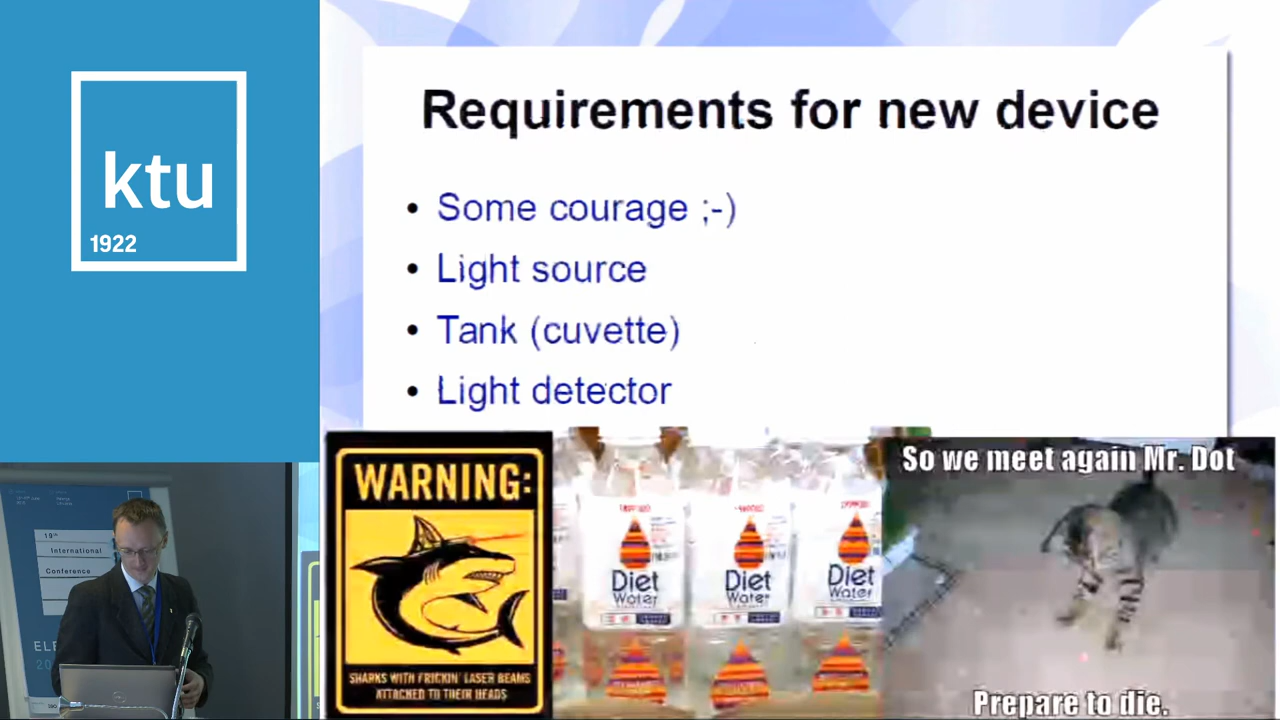 ktu
1922
Requirements for new device
• Some courage ;-)
• Light source
• Tank (cuvette)
• Light detector
WARNING:
SHARKS WITH FRICKIN' LASER BEAMS
ATTACHED TO THEIR HEADS
Diet
Water
Diet
Water
Diet
Water
So we meet again Mr. Dot
Prepare to die.
19th
International
Conference